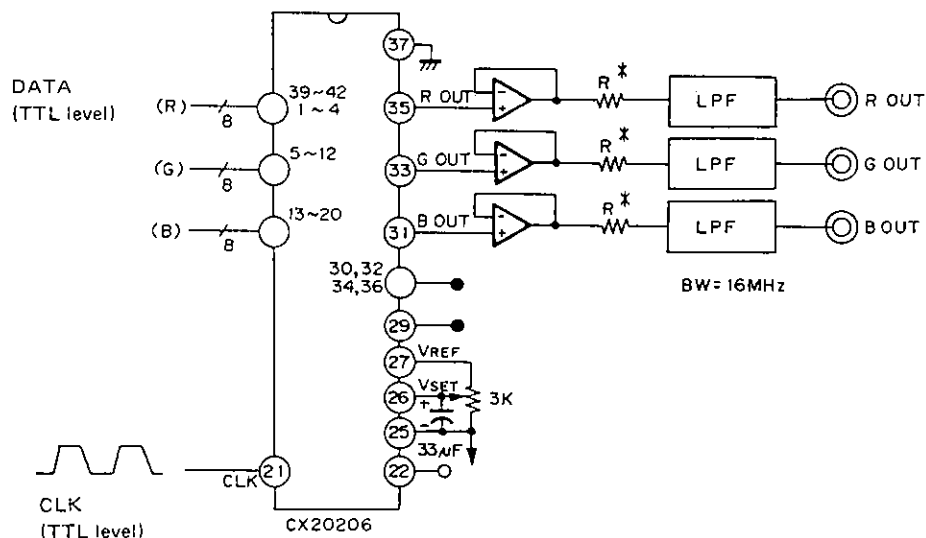 DATA
(TTL level)
(R)
8
39~42
1~4
(G)
8
5~12
(B)
8
13~20
37
35
R OUT
-
+
R*
LPF
R OUT
33
G OUT
-
+
R*
LPF
G OUT
31
B OUT
-
+
R*
LPF
B OUT
BW=16MHz
30,32
34,36
29
27
VREF
26
VSET
+
-
3K
25
33μF
22
21
CLK
CLK
(TTL level)
CX20206